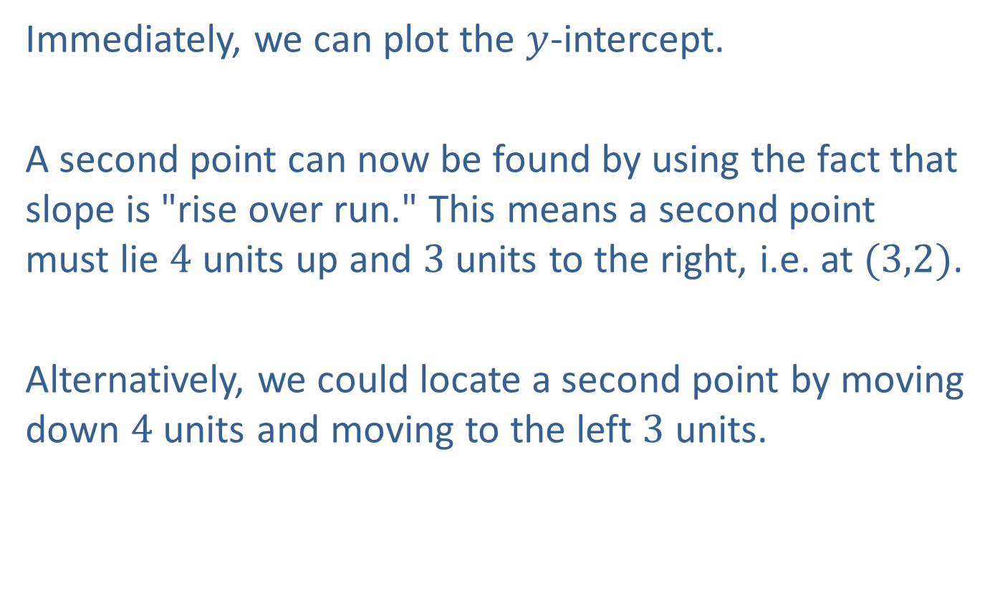 Immediately, we can plot the y-intercept.
A second point can now be found by using the fact that
slope is "rise over run." This means a second point
must lie 4 units up and 3 units to the right, i.e. at (3,2).
Alternatively, we could locate a second point by moving
down 4 units and moving to the left 3 units.